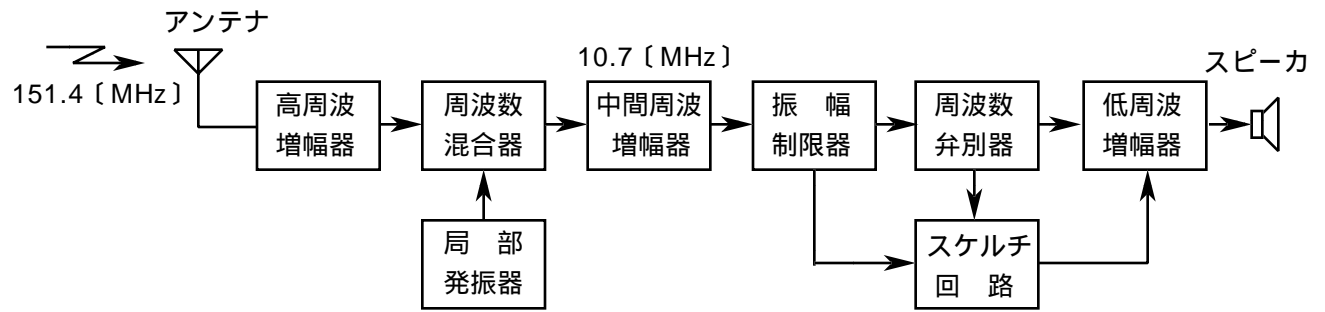 アンテナ
151.4〔MHz〕
高周波
増幅器
周波数
混合器
局　部
発振器
10.7〔MHz〕
中間周波
増幅器
振　幅
制限器
周波数
弁別器
スケルチ
回　路
低周波
増幅器
スピーカ